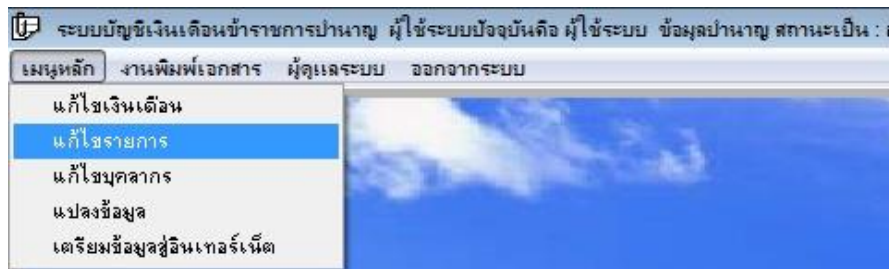 ระบบบัญชีเงินเดือนข้าราชการบำนาญ ผู้ใช้ระบบปัจจุบันคือ ผู้ใช้ระบบ ข้อมูลบำนาญ สถานะเป็น :
เมนูหลัก งานพิมพ์เอกสาร ผู้ดูแลระบบ ออกจากระบบ
แก้ไขเงินเดือน
แก้ไขรายการ
แก้ไขบุคลากร
แปลงข้อมูล
เตรียมข้อมูลสู่อินเทอร์เน็ต